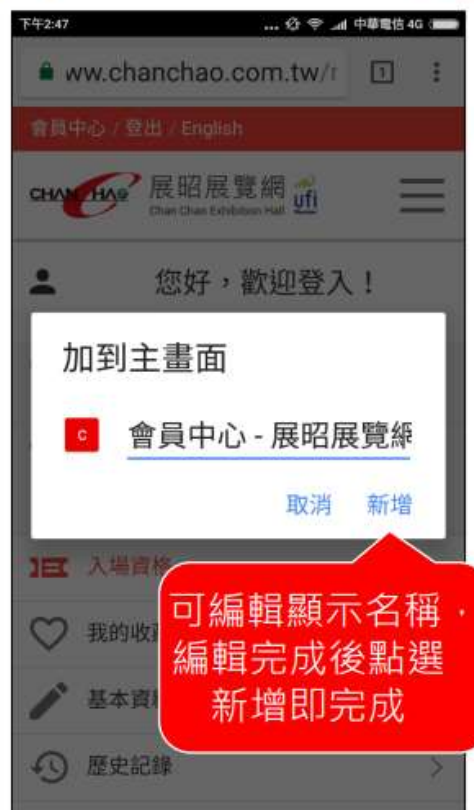 下午2:47
... 中華電信 4G
ww.chanchao.com.tw/r
1
會員中心 / 登出 / English
CHAN CHAO 展昭展覽網 ufi
Chan Chao Exhibition Hall
您好，歡迎登入！
加到主畫面
c 會員中心 - 展昭展覽網
取消 新增
入場資格
可編輯顯示名稱，
編輯完成後點選
新增即完成
我的收
基本資
歷史記錄